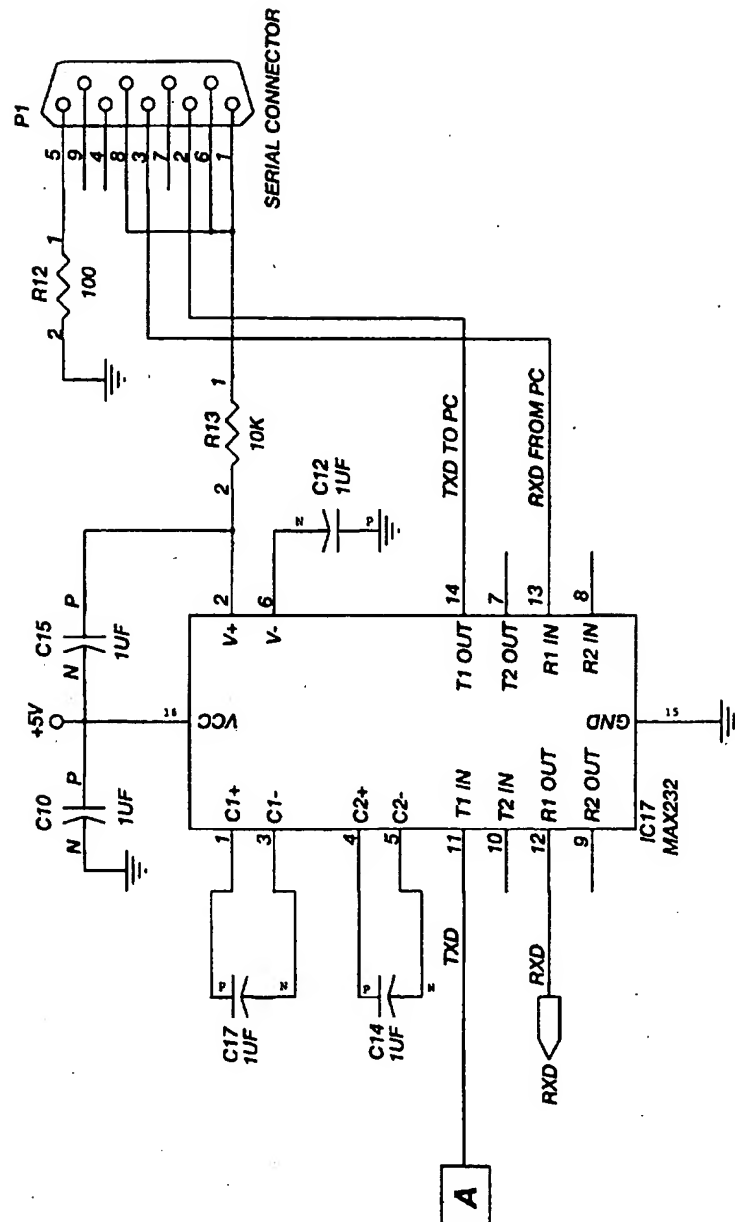 P1
SERIAL CONNECTOR
5
9
4
8
3
7
2
6
1
R12
100
1
2
R13
10K
1
2
C12
1UF
N
P
TXD TO PC
RXD FROM PC
C15
1UF
P
N
+5V
C10
1UF
P
N
2 V+
6 V-
14 T1 OUT
7 T2 OUT
13 R1 IN
8 R2 IN
16 VCC
GND 15
1 C1+
3 C1-
4 C2+
5 C2-
11 T1 IN
10 T2 IN
12 R1 OUT
9 R2 OUT
IC17
MAX232
C17
1UF
P
N
C14
1UF
P
N
TXD
RXD
RXD
A